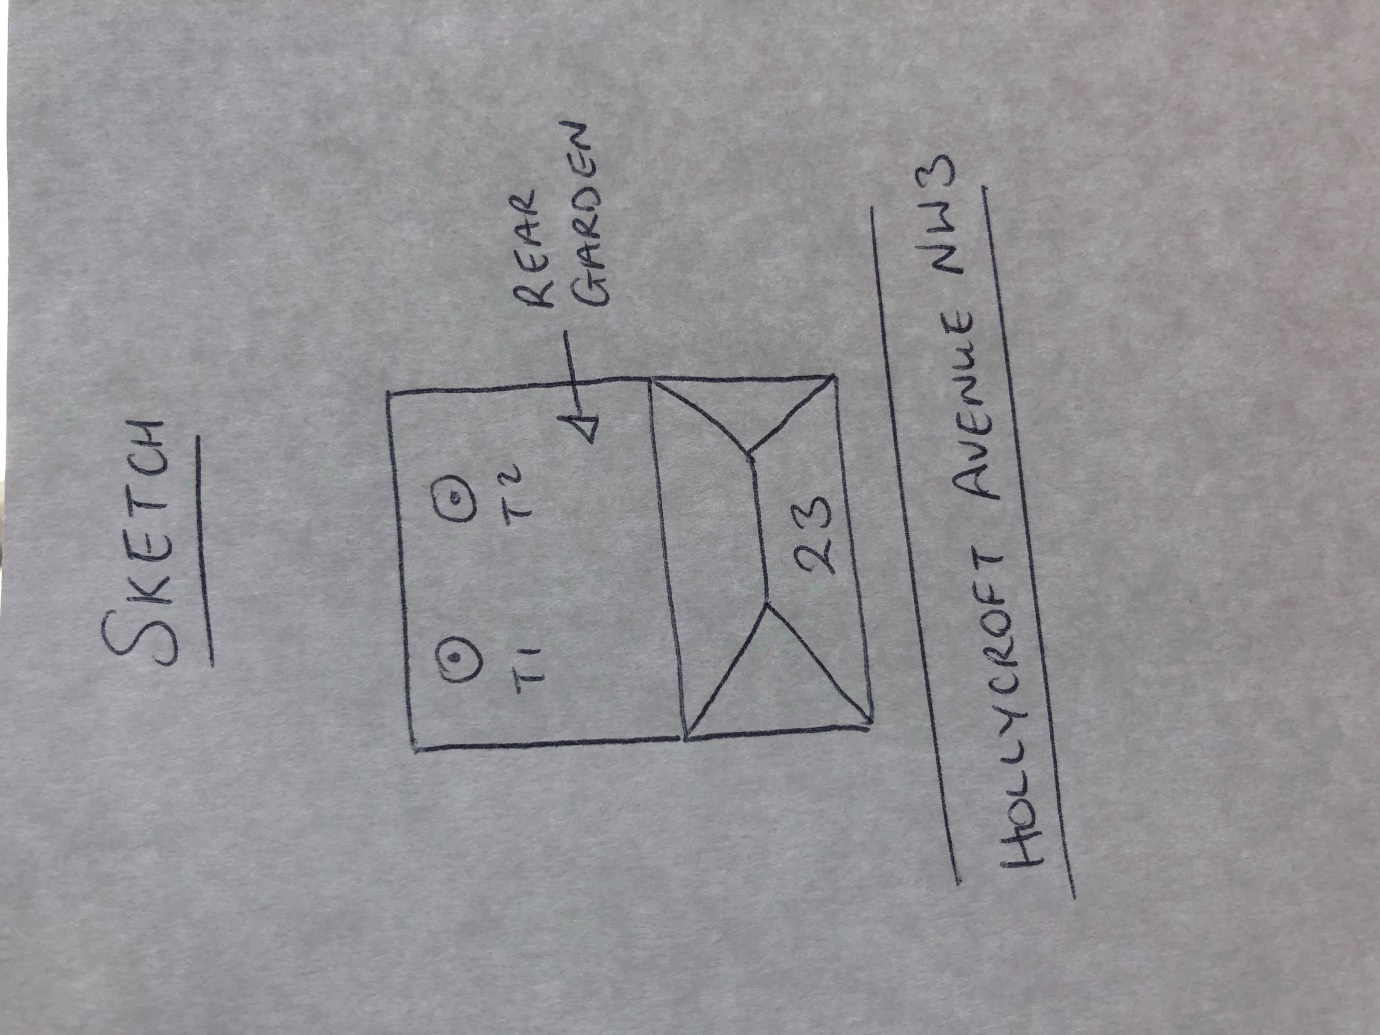 SKETCH
T1
T2
REAR
GARDEN
23
HOLLYCROFT AVENUE NW3